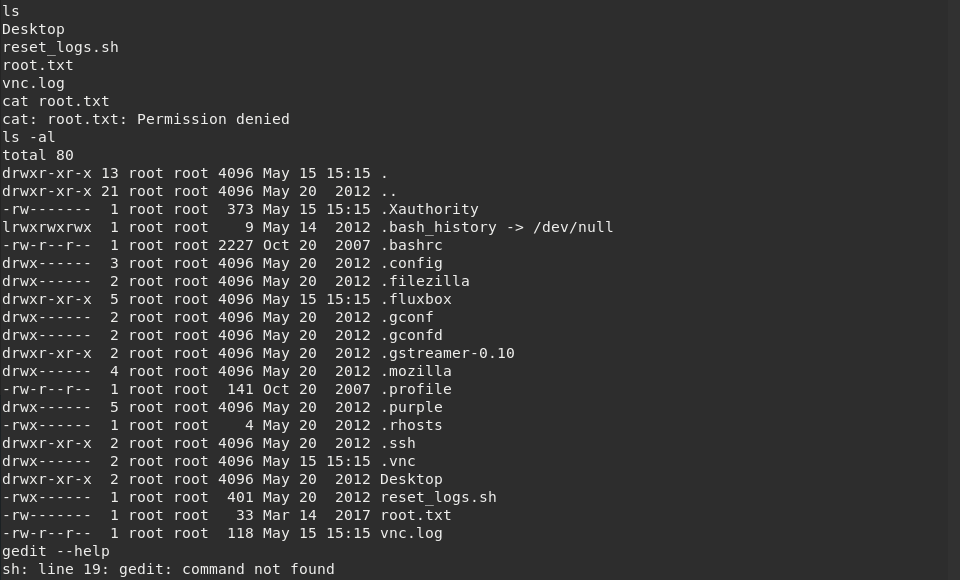 ls
Desktop
reset_logs.sh
root.txt
vnc.log
cat root.txt
cat: root.txt: Permission denied
ls -al
total 80
drwxr-xr-x 13 root root 4096 May 15 15:15 .
drwxr-xr-x 21 root root 4096 May 20  2012 ..
-rw-------  1 root root  373 May 15 15:15 .Xauthority
lrwxrwxrwx  1 root root    9 May 14  2012 .bash_history -> /dev/null
-rw-r--r--  1 root root 2227 Oct 20  2007 .bashrc
drwx------  3 root root 4096 May 20  2012 .config
drwx------  2 root root 4096 May 20  2012 .filezilla
drwxr-xr-x  5 root root 4096 May 15 15:15 .fluxbox
drwx------  2 root root 4096 May 20  2012 .gconf
drwx------  2 root root 4096 May 20  2012 .gconfd
drwxr-xr-x  2 root root 4096 May 20  2012 .gstreamer-0.10
drwx------  4 root root 4096 May 20  2012 .mozilla
-rw-r--r--  1 root root  141 Oct 20  2007 .profile
drwx------  5 root root 4096 May 20  2012 .purple
-rwx------  1 root root    4 May 20  2012 .rhosts
drwxr-xr-x  2 root root 4096 May 20  2012 .ssh
drwx------  2 root root 4096 May 15 15:15 .vnc
drwxr-xr-x  2 root root 4096 May 20  2012 Desktop
-rwx------  1 root root  401 May 20  2012 reset_logs.sh
-rw-------  1 root root   33 Mar 14  2017 root.txt
-rw-r--r--  1 root root  118 May 15 15:15 vnc.log
gedit --help
sh: line 19: gedit: command not found